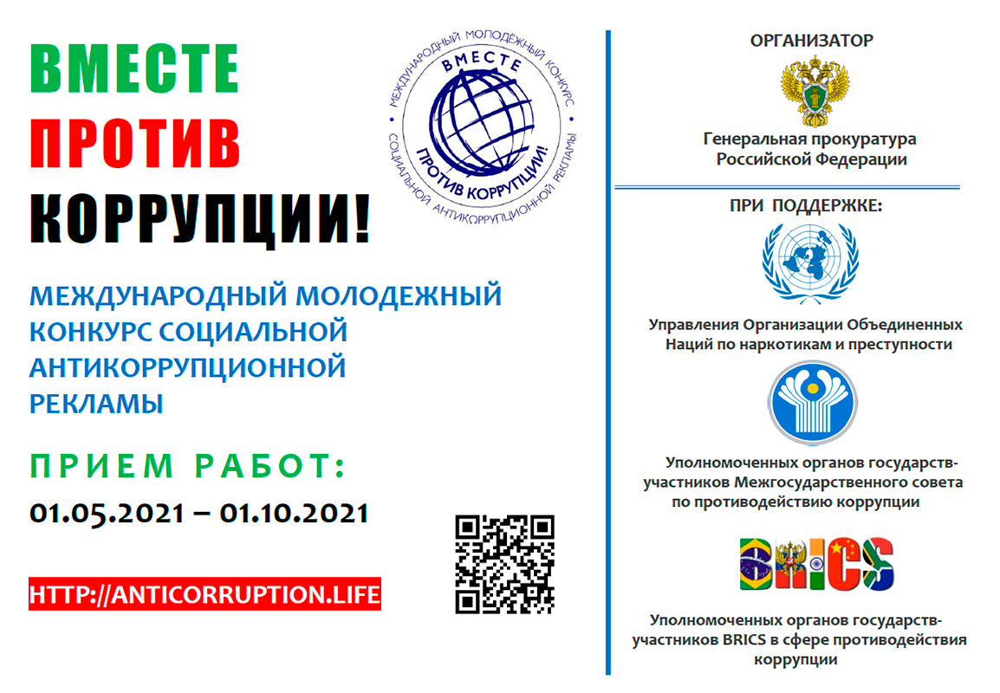 ВМЕСТЕ
ПРОТИВ
КОРРУПЦИИ!
МЕЖДУНАРОДНЫЙ МОЛОДЁЖНЫЙ КОНКУРС
СОЦИАЛЬНОЙ АНТИКОРРУПЦИОННОЙ РЕКЛАМЫ
ВМЕСТЕ
ПРОТИВ КОРРУПЦИИ!
МЕЖДУНАРОДНЫЙ МОЛОДЕЖНЫЙ
КОНКУРС СОЦИАЛЬНОЙ
АНТИКОРРУПЦИОННОЙ
РЕКЛАМЫ
ПРИЕМ РАБОТ:
01.05.2021 – 01.10.2021
HTTP://ANTICORRUPTION.LIFE
ОРГАНИЗАТОР
Генеральная прокуратура
Российской Федерации
ПРИ ПОДДЕРЖКЕ:
Управления Организации Объединенных
Наций по наркотикам и преступности
Уполномоченных органов государств-
участников Межгосударственного совета
по противодействию коррупции
BRICS
Уполномоченных органов государств-
участников BRICS в сфере противодействия
коррупции